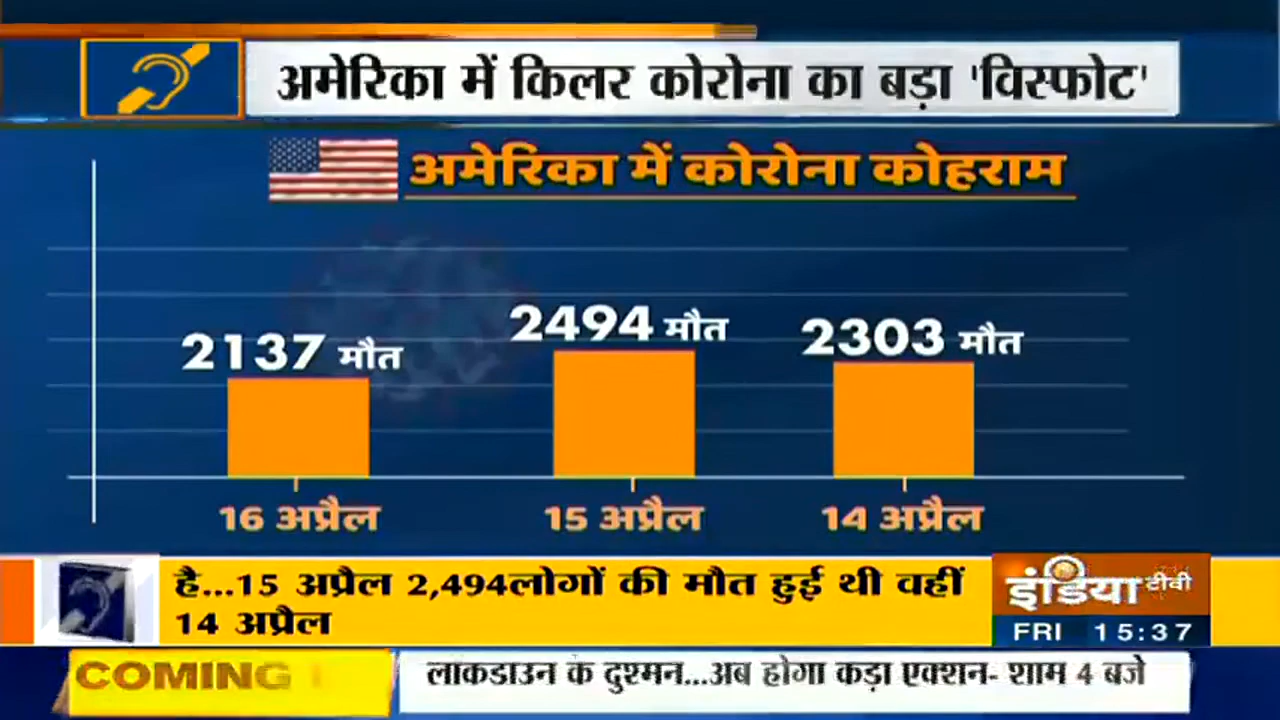 अमेरिका में किलर कोरोना का बड़ा 'विस्फोट'
अमेरिका में कोरोना कोहराम
2137 मौत
2494 मौत
2303 मौत
16 अप्रैल
15 अप्रैल
14 अप्रैल
है...15 अप्रैल 2,494लोगों की मौत हुई थी वहीं
14 अप्रैल
इंडिया टीवी
FRI 15:37
COMING
लॉकडाउन के दुश्मन...अब होगा कड़ा एक्शन- शाम 4 बजे